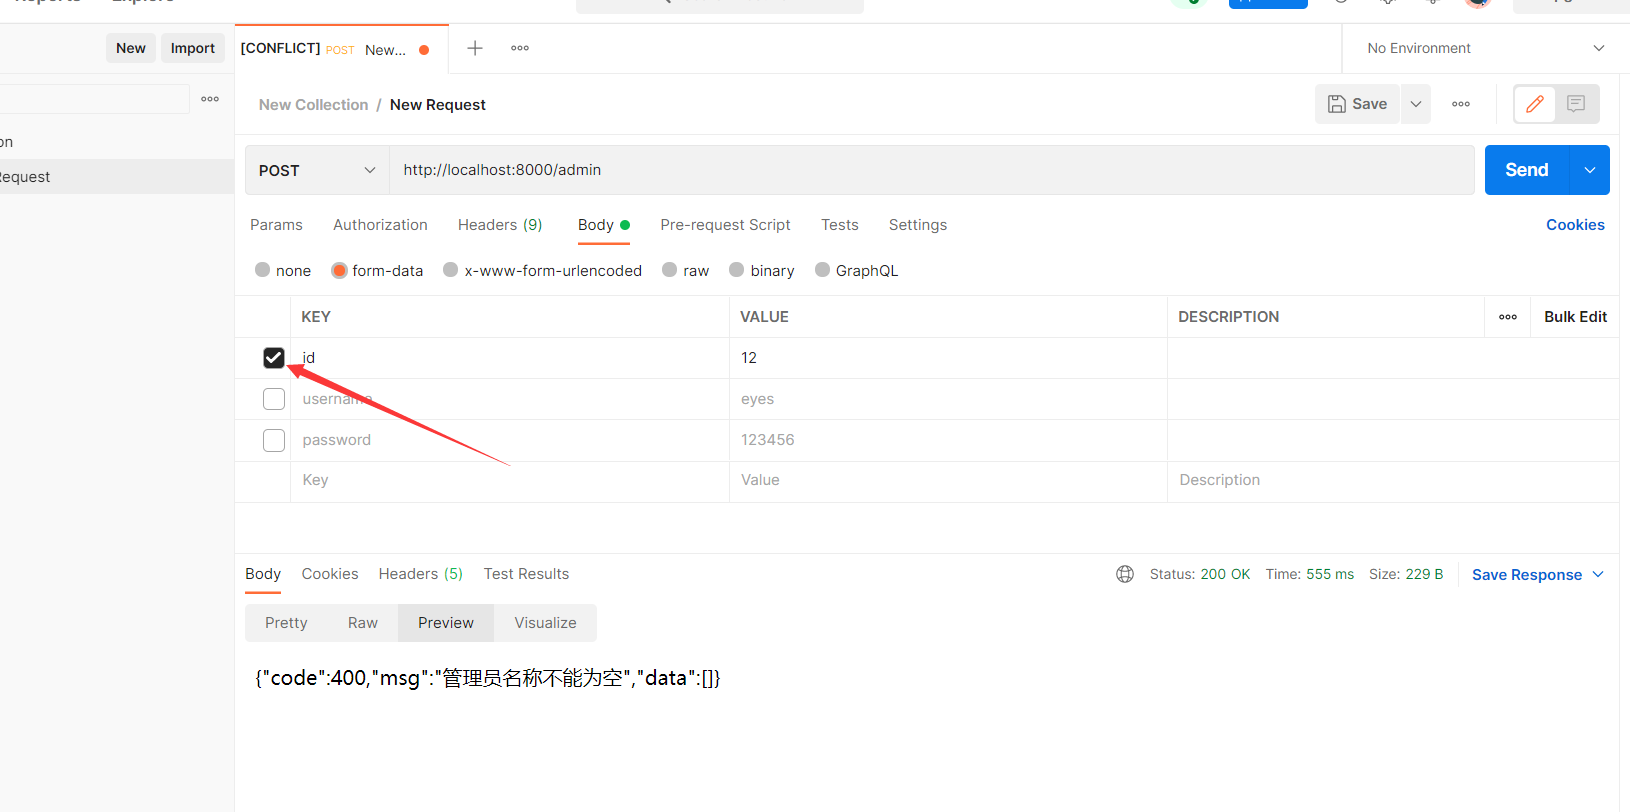 New Import
[CONFLICT] POST New...
No Environment
on
Request
New Collection / New Request
Save
POST http://localhost:8000/admin
Send
Params Authorization Headers (9) Body Pre-request Script Tests Settings
Cookies
none form-data x-www-form-urlencoded raw binary GraphQL
KEY VALUE DESCRIPTION Bulk Edit
id 12
username eyes
password 123456
Key Value Description
Body Cookies Headers (5) Test Results
Status: 200 OK Time: 555 ms Size: 229 B Save Response
Pretty Raw Preview Visualize
{"code":400,"msg":"管理员名称不能为空","data":[]}